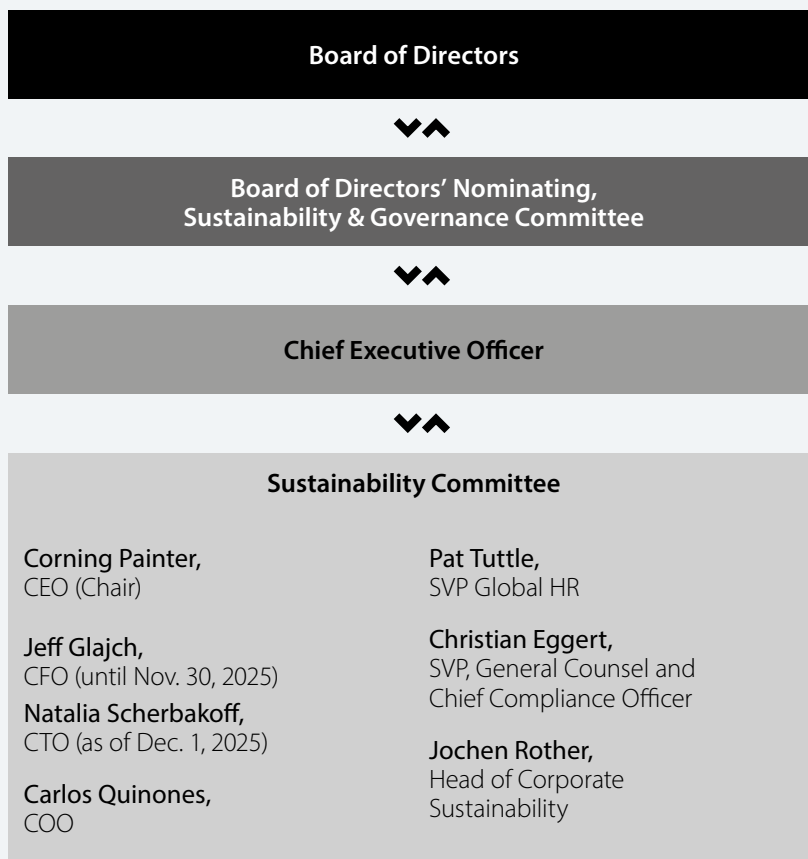 Board of Directors
Board of Directors’ Nominating,
Sustainability & Governance Committee
Chief Executive Officer
Sustainability Committee
Corning Painter,
CEO (Chair)
Jeff Glajch,
CFO (until Nov. 30, 2025)
Natalia Scherbakoff,
CTO (as of Dec. 1, 2025)
Carlos Quinones,
COO
Pat Tuttle,
SVP Global HR
Christian Eggert,
SVP, General Counsel and
Chief Compliance Officer
Jochen Rother,
Head of Corporate
Sustainability